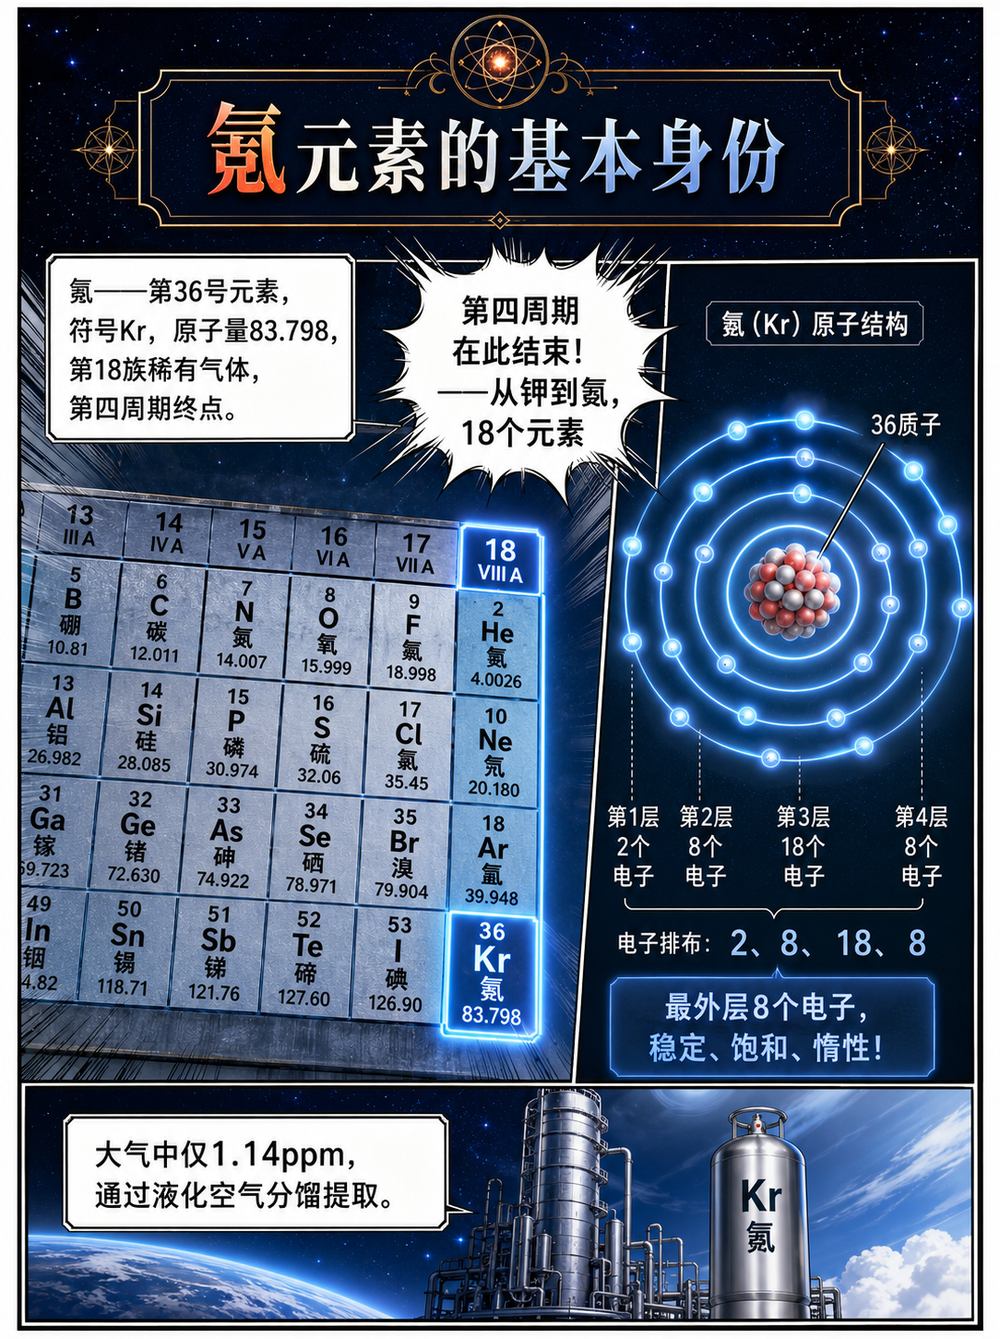 氪元素的基本身份
氪——第36号元素，
符号Kr，原子量83.798，
第18族稀有气体，
第四周期终点。
第四周期
在此结束！
——从钾到氪，
18个元素
氪（Kr）原子结构
36质子
13 14 15 16 17 18
ⅢA ⅣA ⅤA ⅥA ⅦA ⅧA
5 6 7 8 9 2
B C N O F He
硼 碳 氮 氧 氟 氦
10.81 12.011 14.007 15.999 18.998 4.0026
13 14 15 16 17 10
Al Si P S Cl Ne
铝 硅 磷 硫 氯 氖
26.982 28.085 30.974 32.06 35.45 20.180
31 32 33 34 35 18
Ga Ge As Se Br Ar
镓 锗 砷 硒 溴 氩
9.723 72.630 74.922 78.971 79.904 39.948
49 50 51 52 53 36
In Sn Sb Te I Kr
铟 锡 锑 碲 碘 氪
4.82 118.71 121.76 127.60 126.90 83.798
第1层 第2层 第3层 第4层
2个 8个 18个 8个
电子 电子 电子 电子
电子排布： 2、8、18、8
最外层8个电子，
稳定、饱和、惰性！
大气中仅1.14ppm，
通过液化空气分馏提取。
Kr
氪